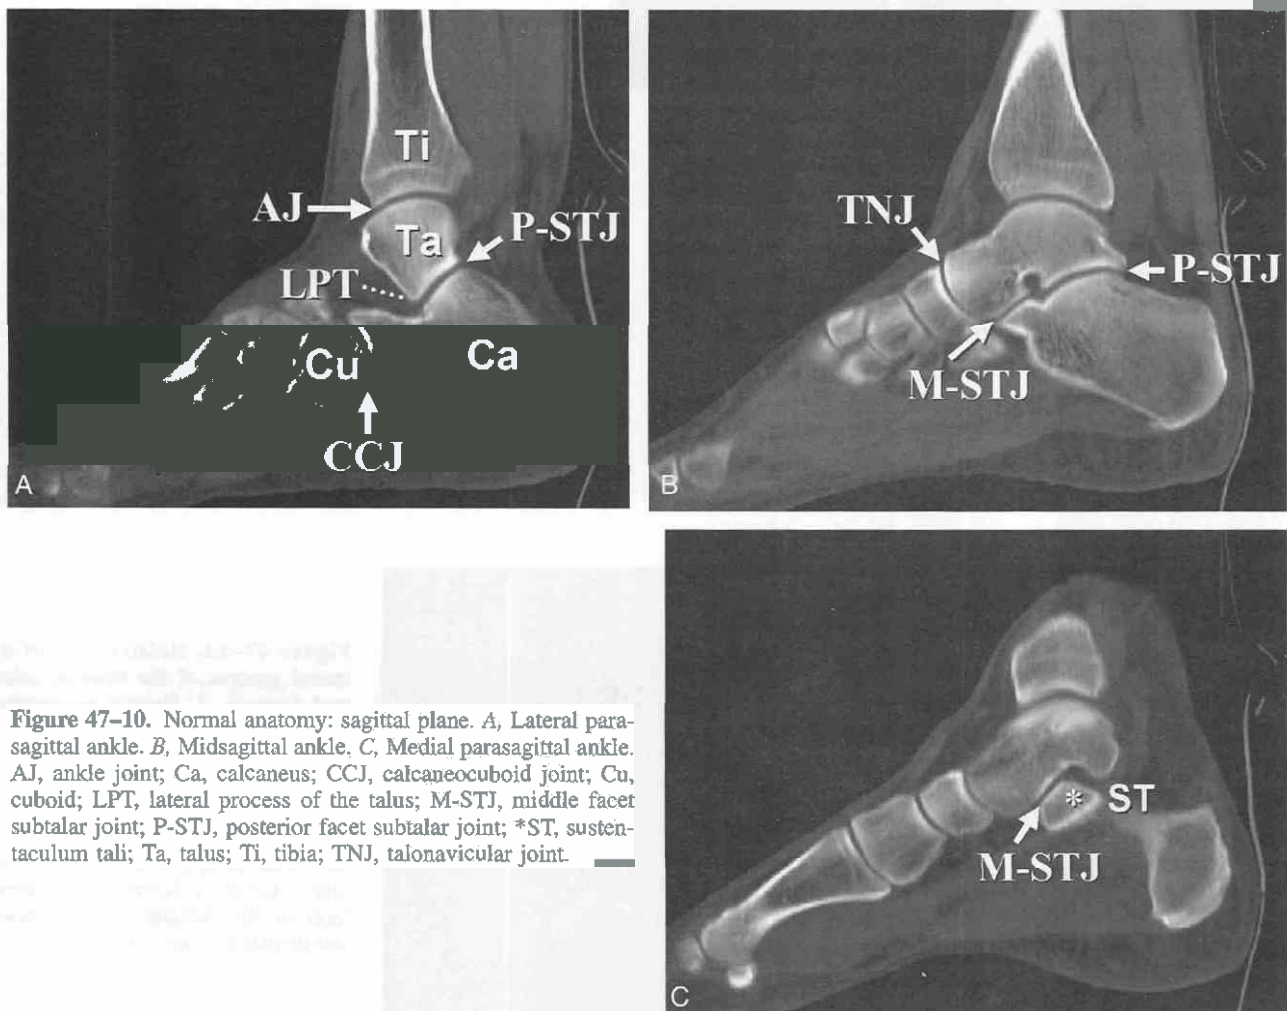 Ti
AJ
Ta
P-STJ
LPT
Cu
Ca
CCJ
A
TNJ
P-STJ
M-STJ
B
ST
*
M-STJ
C
Figure 47–10. Normal anatomy: sagittal plane. A, Lateral para-
sagittal ankle. B, Midsagittal ankle. C, Medial parasagittal ankle.
AJ, ankle joint; Ca, calcaneus; CCJ, calcaneocuboid joint; Cu,
cuboid; LPT, lateral process of the talus; M-STJ, middle facet
subtalar joint; P-STJ, posterior facet subtalar joint; *ST, susten-
taculum tali; Ta, talus; Ti, tibia; TNJ, talonavicular joint.